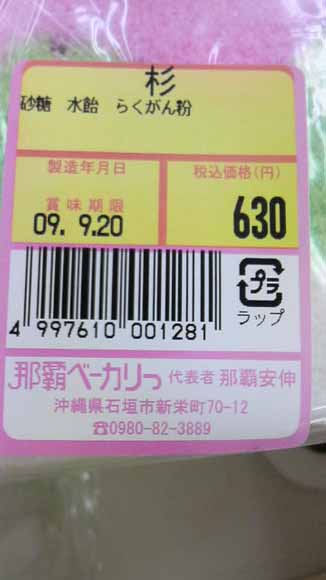 杉
砂糖 水飴 らくがん粉
製造年月日
税込価格(円)
賞味期限
09. 9.20
630
プラ
ラップ
4 997610 001281
那覇ベーカリっ 代表者 那覇安伸
沖縄県石垣市新栄町70-12
☎0980-82-3889